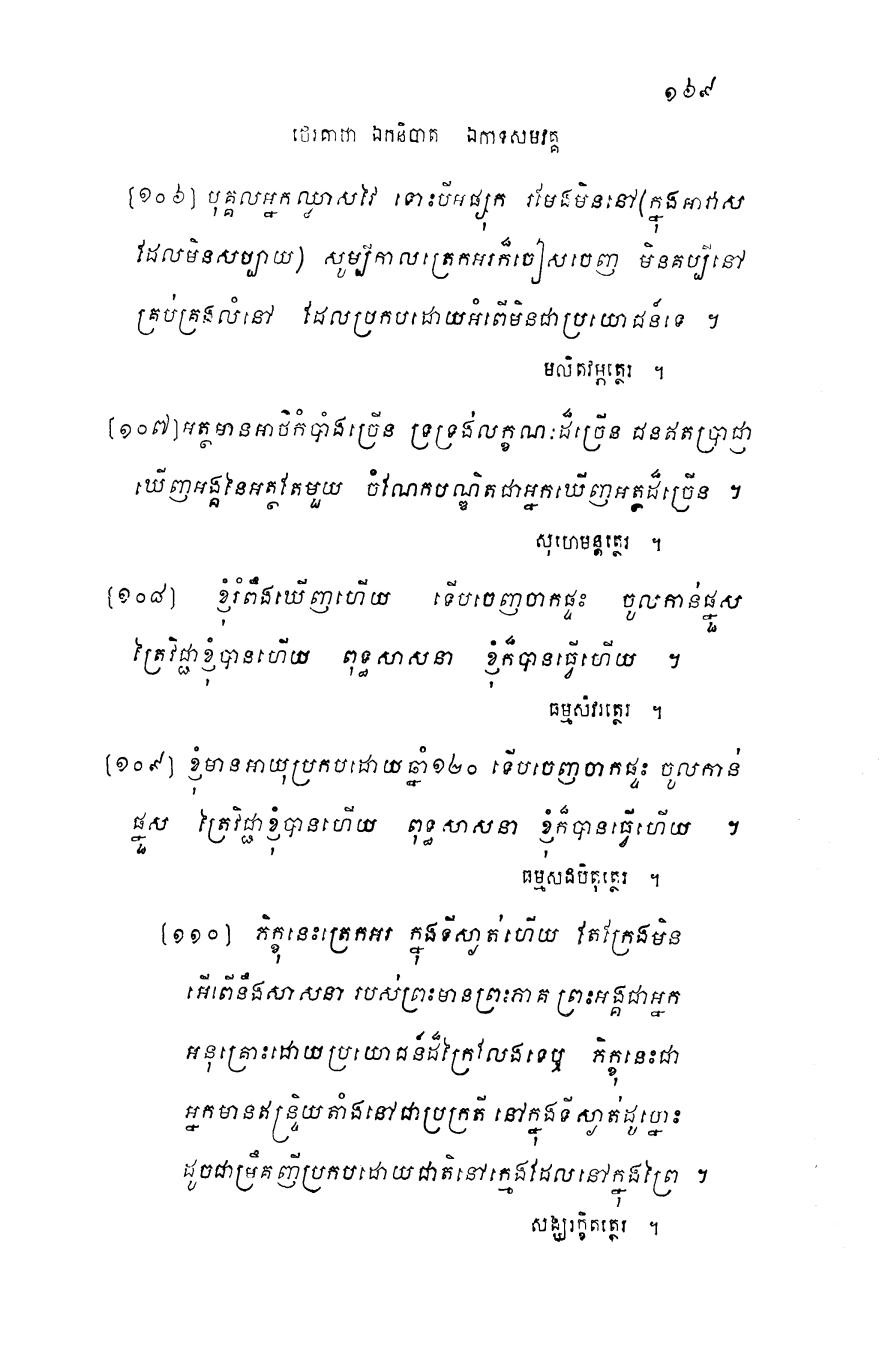 ១៦៩
ថេរគាថា ឯកនិបាត ឯកាទសមវគ្គ
[១០៦] បុគ្គលអ្នកឈ្លាសវៃ ទោះបីអផ្សុក រមែងមិននៅ(ក្នុងអាវាស
ដែលមិនសប្បាយ) សូម្បីកាលត្រេកអរក៏ចៀសចេញ មិនគប្បីនៅ
គ្រប់គ្រងលំនៅ ដែលប្រកបដោយអំពើមិនជាប្រយោជន៍ទេ ។
មលិតវម្ភត្ថេរ ។
[១០៧]អត្ថមានអាថ៌កំបាំងច្រើន ទ្រទ្រង់លក្ខណៈដ៏ច្រើន ជនឥតប្រាជ្ញា
ឃើញអង្គនៃអត្ថតែមួយ ចំណែកបណ្ឌិតជាអ្នកឃើញអត្ថដ៏ច្រើន ។
សុហេមន្តត្ថេរ ។
[១០៨] ខ្ញុំរំពឹងឃើញហើយ ទើបចេញចាកផ្ទះ ចូលកាន់ផ្នួស
ត្រៃវិជ្ជាខ្ញុំបានហើយ ពុទ្ធសាសនា ខ្ញុំក៏បានធ្វើហើយ ។
ធម្មសំវរត្ថេរ ។
[១០៩] ខ្ញុំមានអាយុប្រកបដោយឆ្នាំ១២០ ទើបចេញចាកផ្ទះ ចូលកាន់
ផ្នួស ត្រៃវិជ្ជាខ្ញុំបានហើយ ពុទ្ធសាសនា ខ្ញុំក៏បានធ្វើហើយ ។
ធម្មសដបិតុត្ថេរ ។
[១១០] ភិក្ខុនេះត្រេកអរ ក្នុងទីស្ងាត់ហើយ តែក្រែងមិន
អើពើនឹងសាសនា របស់ព្រះមានព្រះភាគ ព្រះអង្គជាអ្នក
អនុគ្រោះដោយប្រយោជន៍ដ៏ក្រៃលែងទេឬ ភិក្ខុនេះជា
អ្នកមានឥន្ទ្រិយតាំងនៅជាប្រក្រតី នៅក្នុងទីស្ងាត់ដូច្នោះ
ដូចជាម្រឹគញីប្រកបដោយជាតិនៅក្មេងដែលនៅក្នុងព្រៃ ។
សង្ឃរក្ខិតត្ថេរ ។